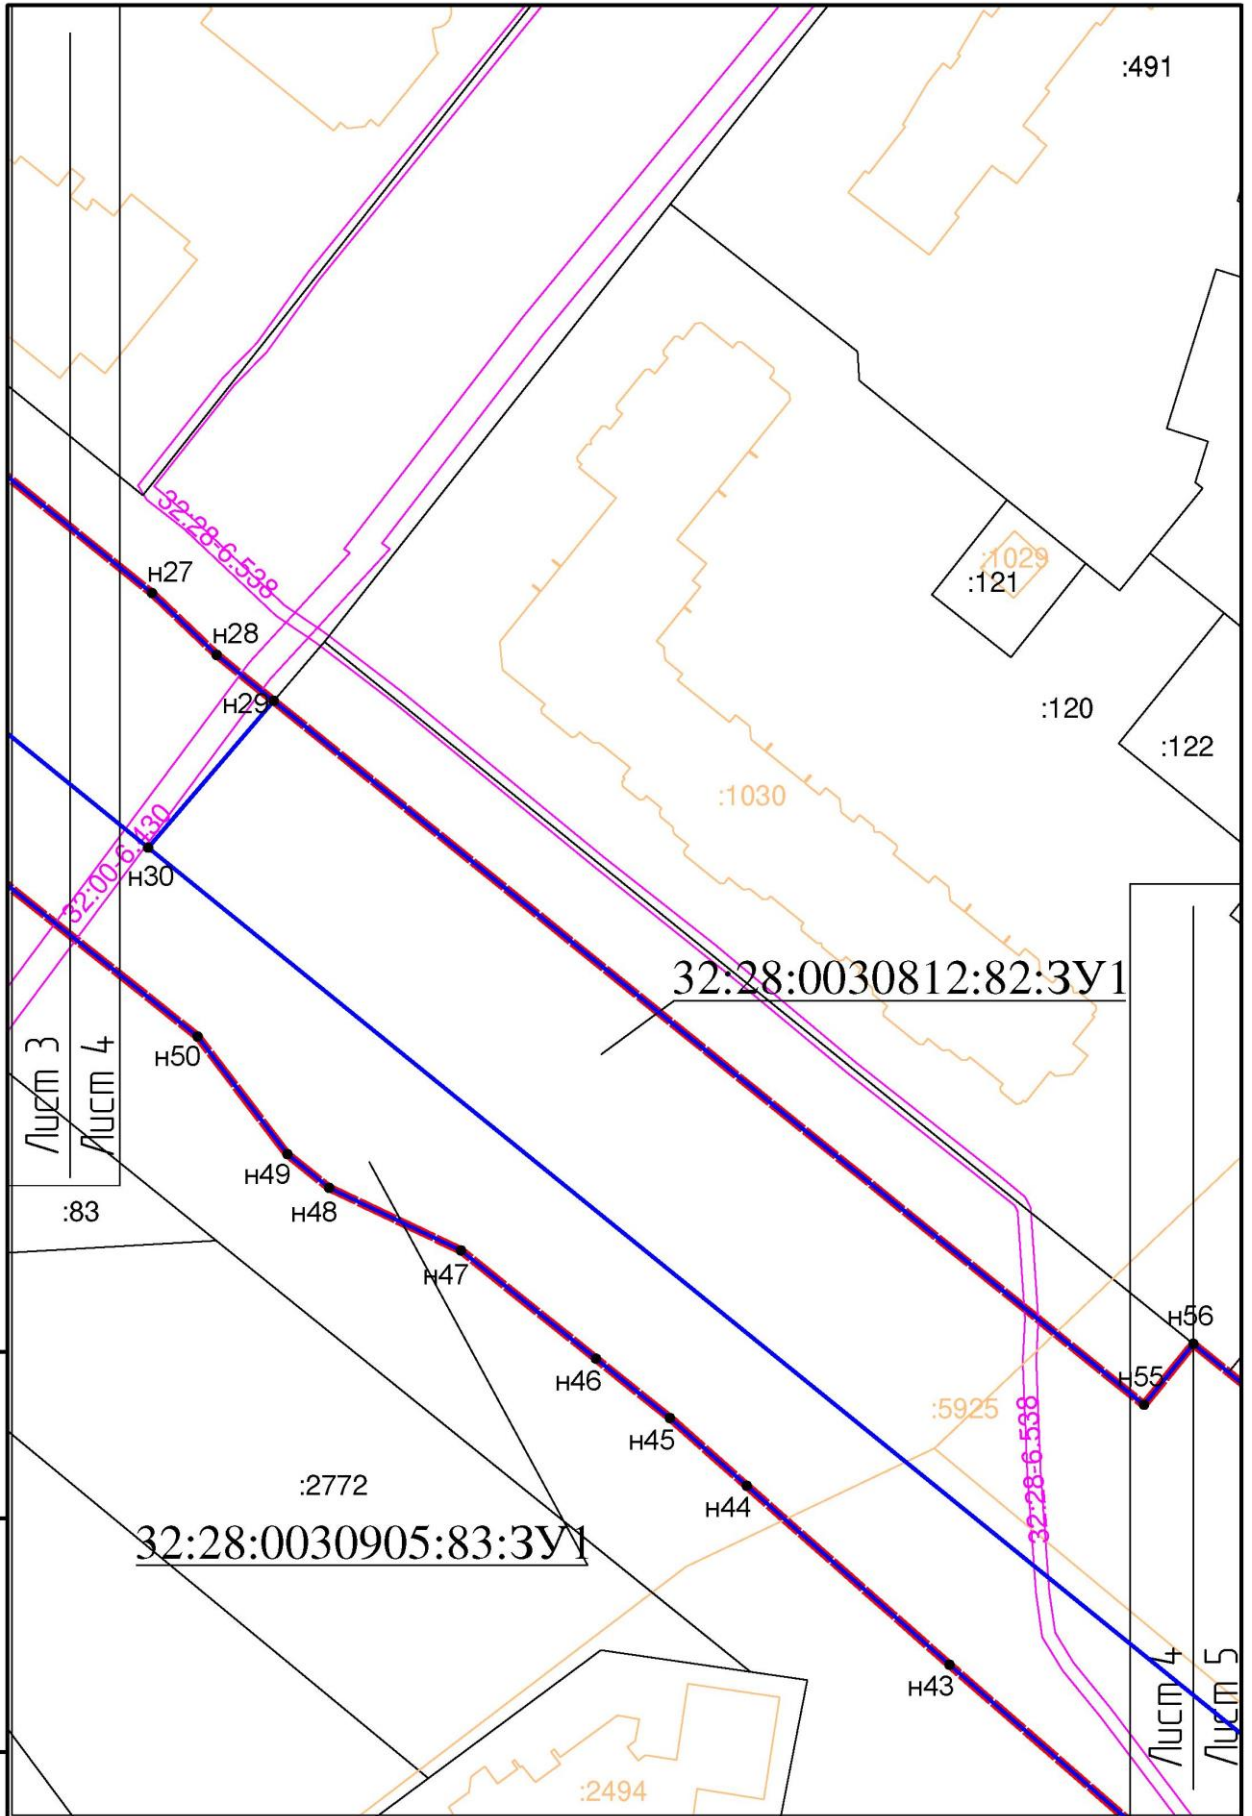 :491
32:28-6.538
:1029
:121
н27
н28
н29
:120
:122
:1030
32:00-6.430
н30
32:28:0030812:82:ЗУ1
Лист 3
Лист 4
н50
н49
н48
:83
н47
н56
н55
н46
:5925
32:28-6.538
н45
:2772
н44
32:28:0030905:83:ЗУ1
н43
Лист 4
Лист 5
:2494